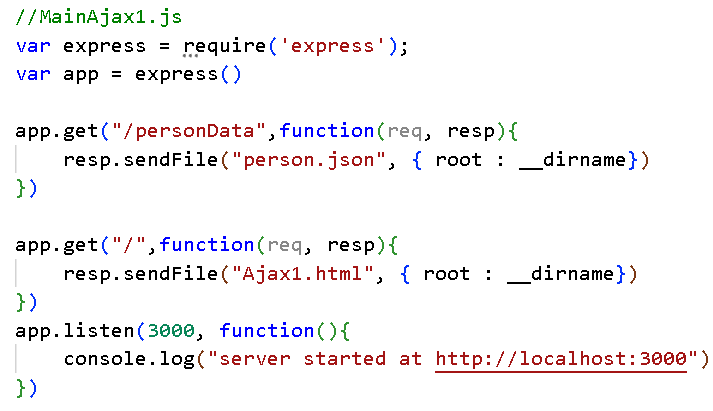 //MainAjax1.js
var express = require('express');
var app = express()
app.get("/personData",function(req, resp){
    resp.sendFile("person.json", { root : __dirname})
})
app.get("/",function(req, resp){
    resp.sendFile("Ajax1.html", { root : __dirname})
})
app.listen(3000, function(){
    console.log("server started at http://localhost:3000")
})